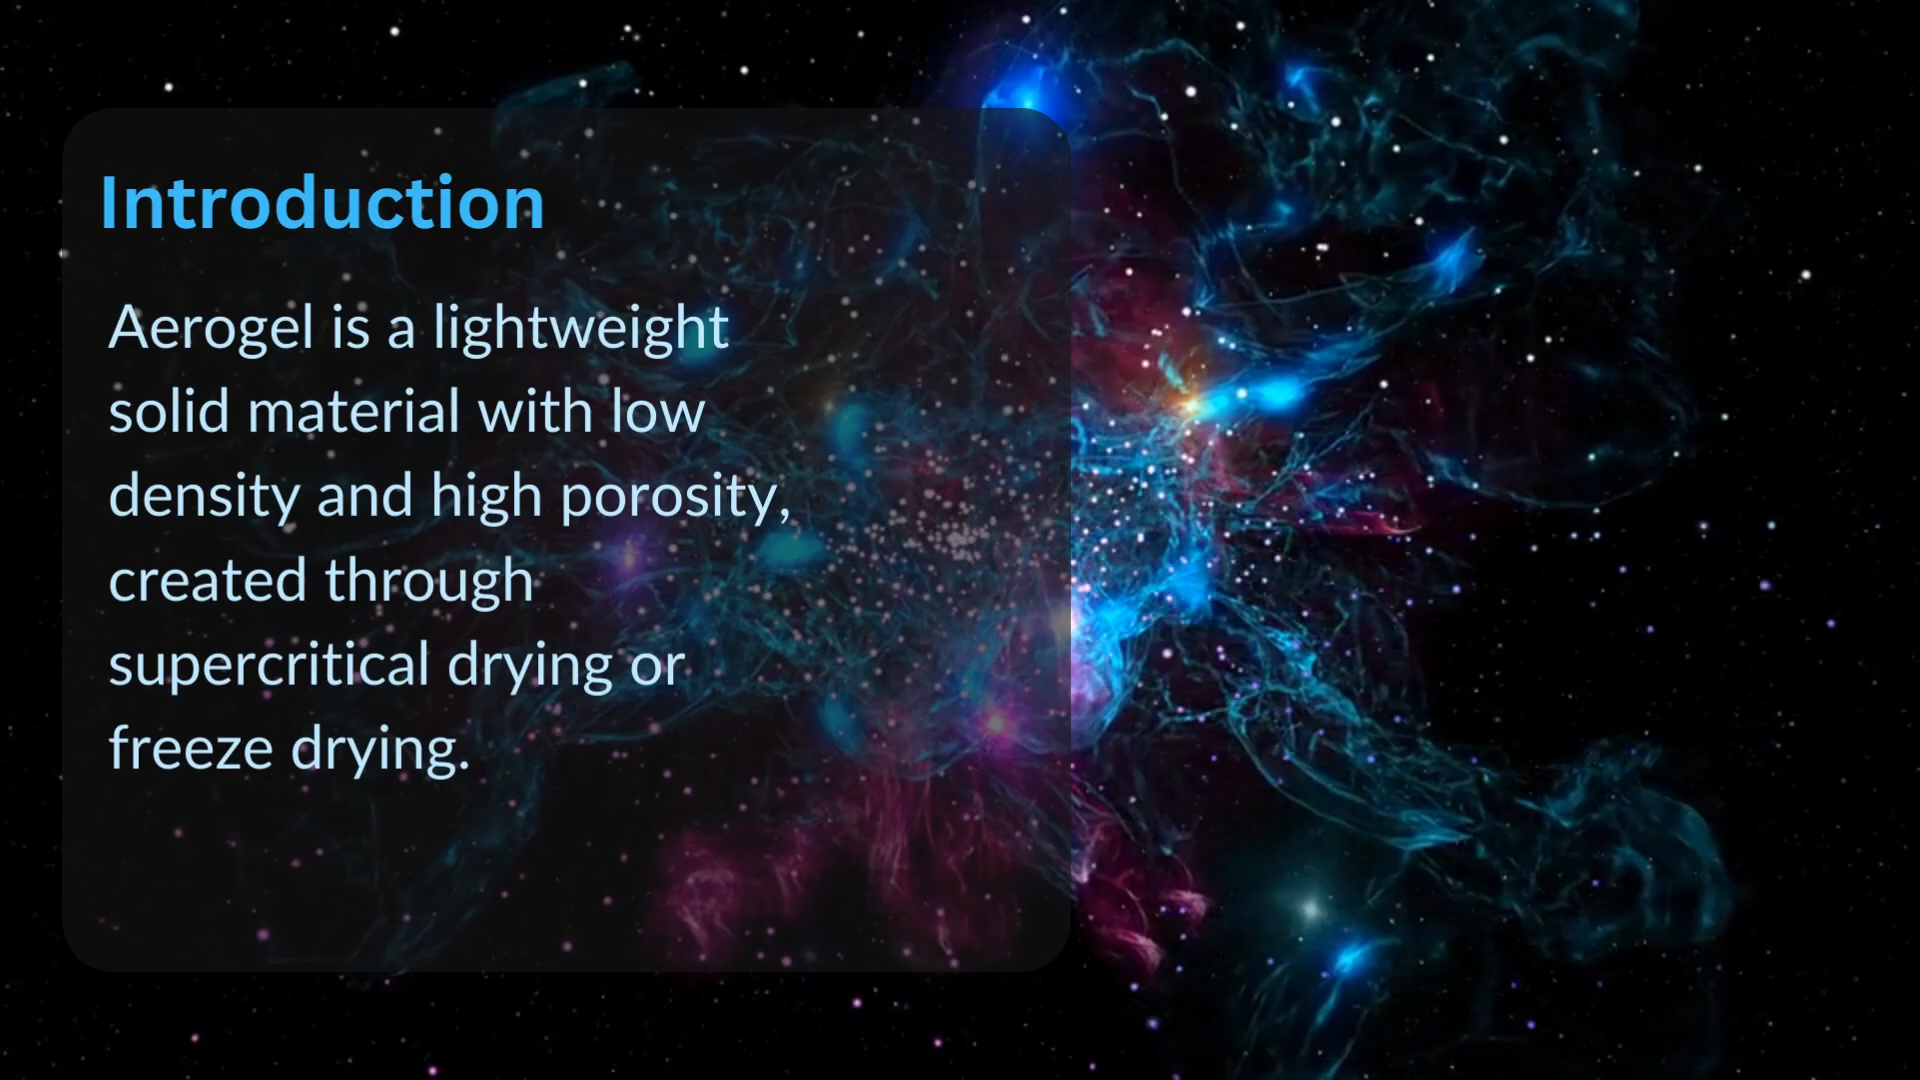 Introduction
Aerogel is a lightweight
solid material with low
density and high porosity,
created through
supercritical drying or
freeze drying.